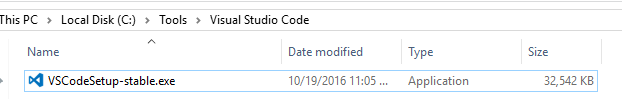 This PC > Local Disk (C:) > Tools > Visual Studio Code
Name Date modified Type Size
VSCodeSetup-stable.exe 10/19/2016 11:05 ... Application 32,542 KB